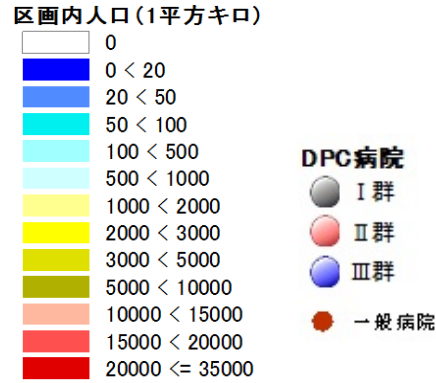 区画内人口(1平方キロ)
0
0 < 20
20 < 50
50 < 100
100 < 500
500 < 1000
1000 < 2000
2000 < 3000
3000 < 5000
5000 < 10000
10000 < 15000
15000 < 20000
20000 <= 35000
DPC病院
Ⅰ群
Ⅱ群
Ⅲ群
一般病院